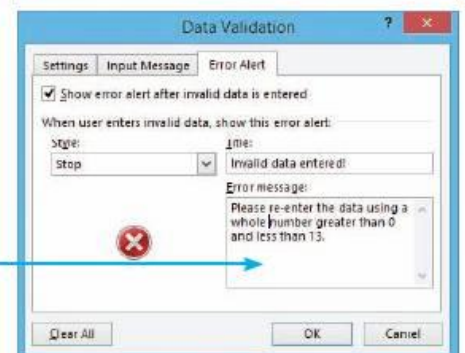 Data Validation ?
Settings Input Message Error Alert
Show error alert after invalid data is entered
When user enters invalid data, show this error alert:
Style: Title:
Stop Invalid data entered!
Error message:
Please re-enter the data using a
whole number greater than 0
and less than 13.
Clear All OK Cancel